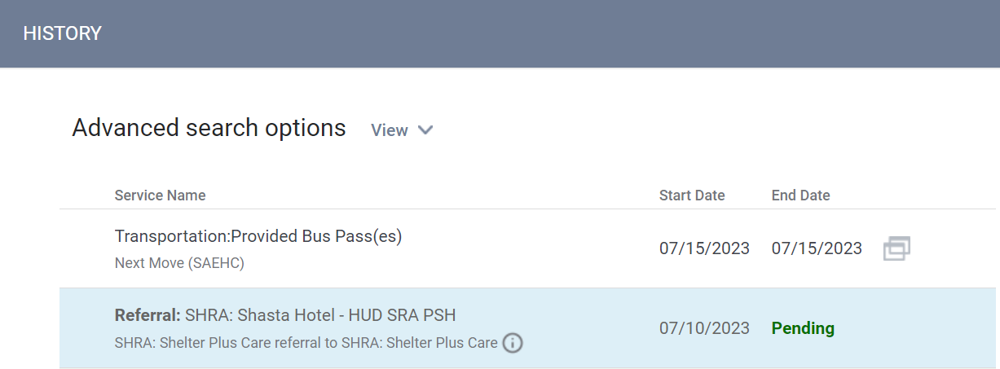 HISTORY
Advanced search options View
Service Name Start Date End Date
Transportation:Provided Bus Pass(es)
Next Move (SAEHC)
07/15/2023 07/15/2023
Referral: SHRA: Shasta Hotel - HUD SRA PSH
SHRA: Shelter Plus Care referral to SHRA: Shelter Plus Care
07/10/2023 Pending